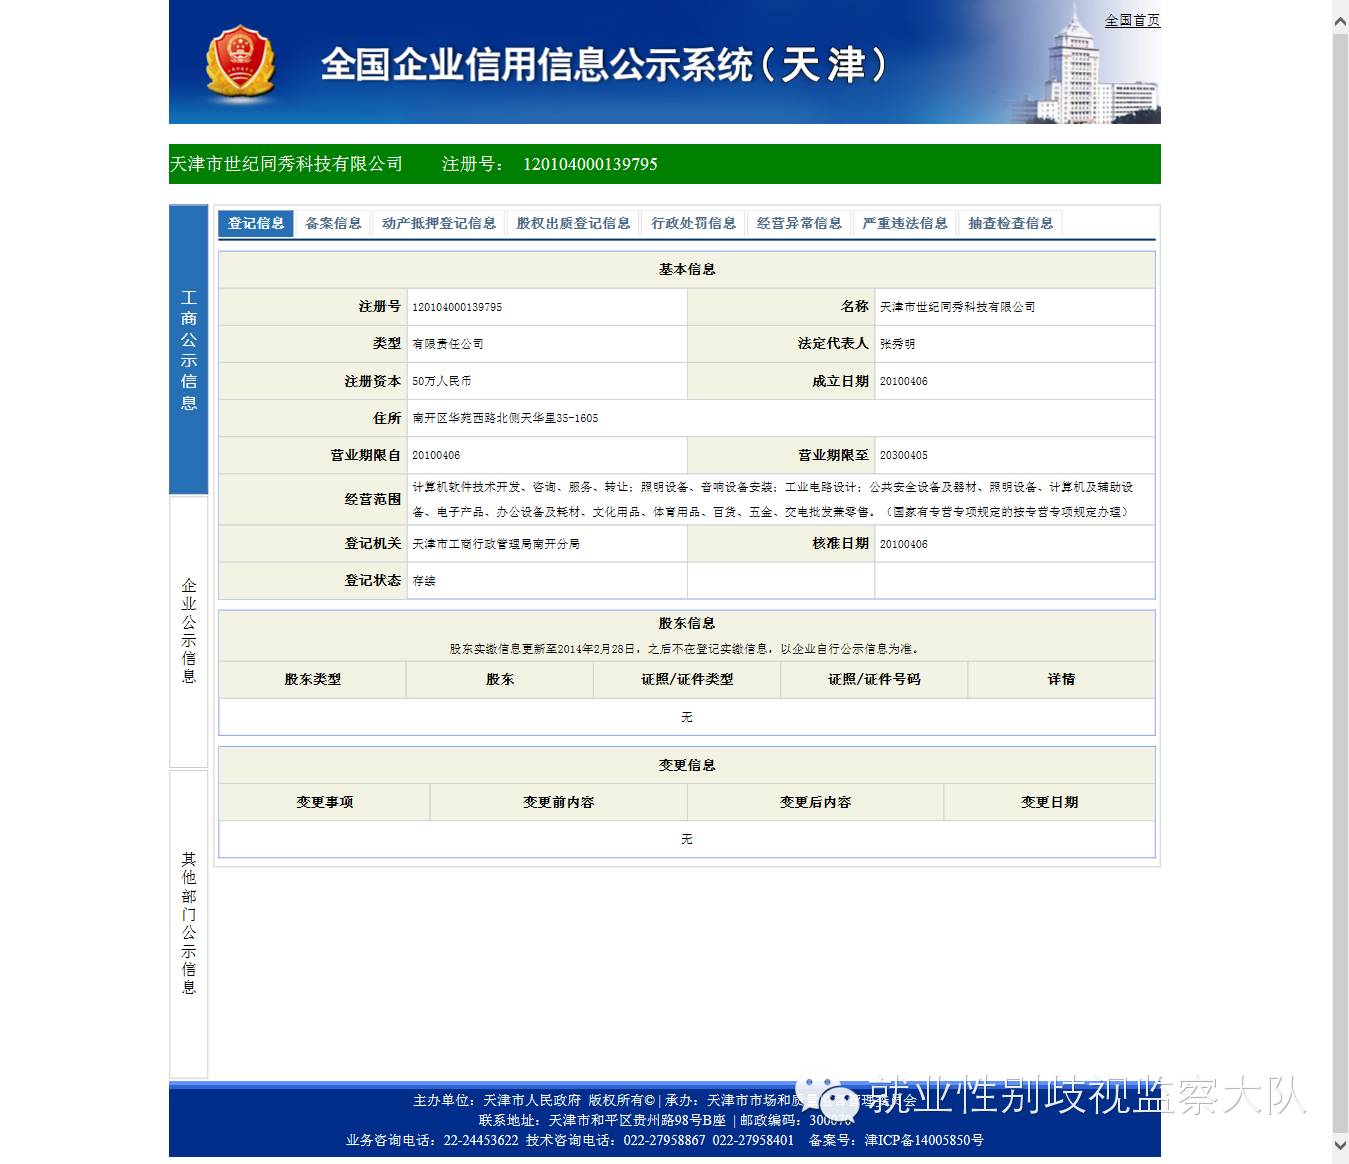 全国首页
全国企业信用信息公示系统（天津）
天津市世纪同秀科技有限公司 注册号： 120104000139795
工商公示信息
企业公示信息
其他部门公示信息
登记信息 备案信息 动产抵押登记信息 股权出质登记信息 行政处罚信息 经营异常信息 严重违法信息 抽查检查信息
基本信息
注册号 120104000139795 名称 天津市世纪同秀科技有限公司
类型 有限责任公司 法定代表人 张秀明
注册资本 50万人民币 成立日期 20100406
住所 南开区华苑西路北侧天华里35-1605
营业期限自 20100406 营业期限至 20300405
经营范围 计算机软件技术开发、咨询、服务、转让；照明设备、音响设备安装；工业电路设计；公共安全设备及器材、照明设备、计算机及辅助设
备、电子产品、办公设备及耗材、文化用品、体育用品、百货、五金、交电批发兼零售。（国家有专营专项规定的按专营专项规定办理）
登记机关 天津市工商行政管理局南开分局 核准日期 20100406
登记状态 存续
股东信息
股东实缴信息更新至2014年2月28日，之后不在登记实缴信息，以企业自行公示信息为准。
股东类型 股东 证照/证件类型 证照/证件号码 详情
无
变更信息
变更事项 变更前内容 变更后内容 变更日期
无
主办单位：天津市人民政府 版权所有© | 承办：天津市市场和质量监督管理委员会
联系地址：天津市和平区贵州路98号B座 | 邮政编码：300070
业务咨询电话：22-24453622 技术咨询电话：022-27958867 022-27958401 备案号：津ICP备14005850号
就业性别歧视监察大队